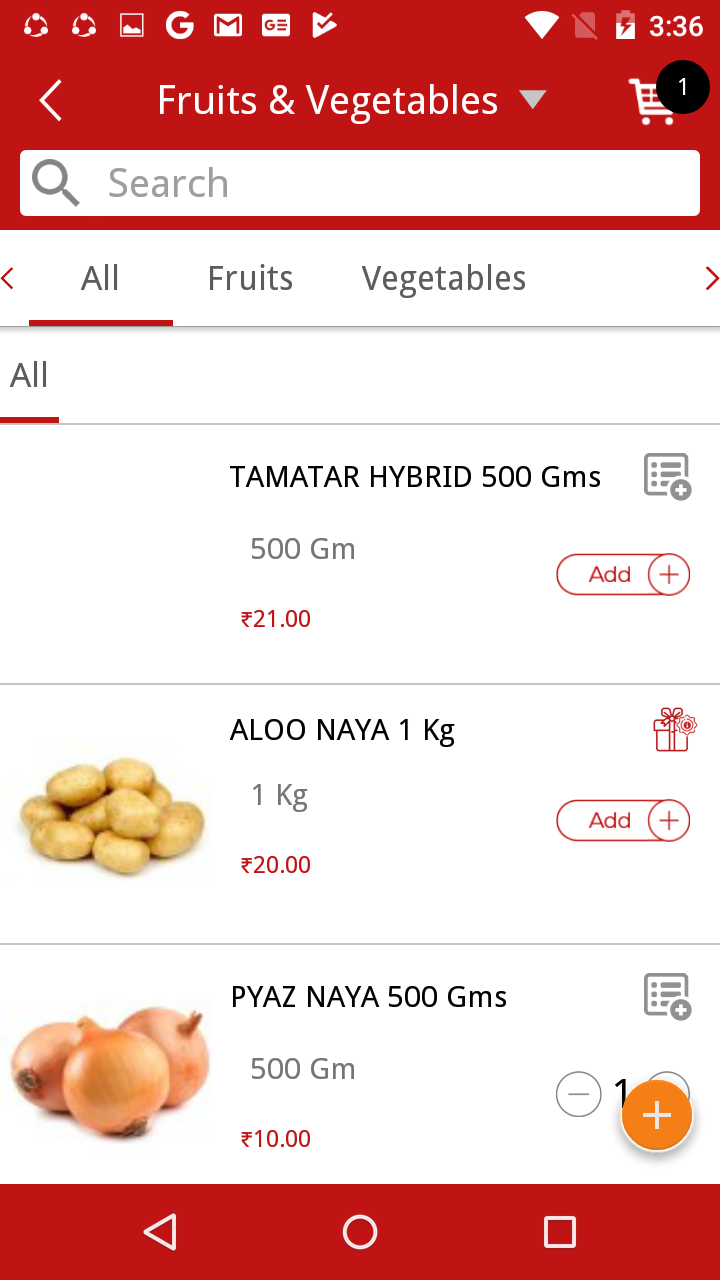 3:36
Fruits & Vegetables
1
Search
All Fruits Vegetables
All
TAMATAR HYBRID 500 Gms
500 Gm
Add
₹21.00
ALOO NAYA 1 Kg
1 Kg
Add
₹20.00
PYAZ NAYA 500 Gms
500 Gm
1
₹10.00